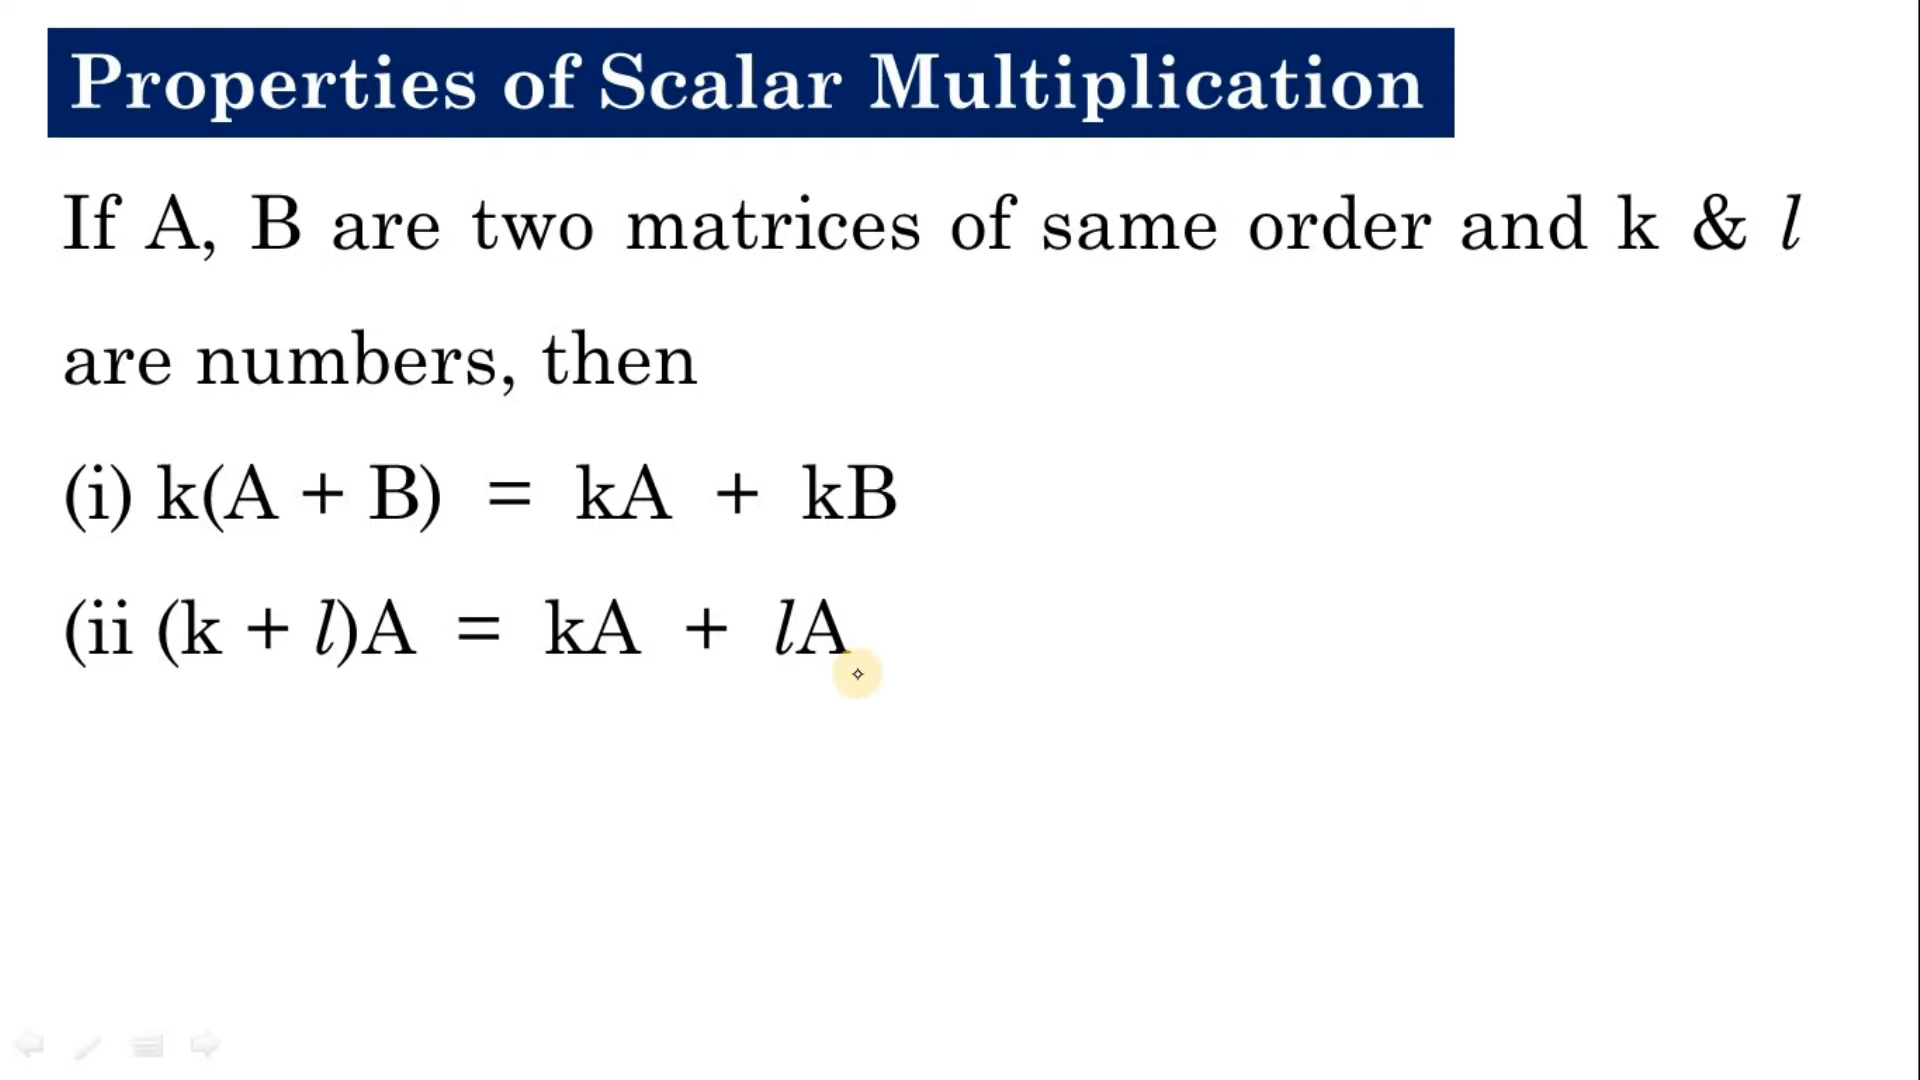 Properties of Scalar Multiplication
If A, B are two matrices of same order and k & l
are numbers, then
(i) k(A + B) = kA + kB
(ii (k + l)A = kA + lA